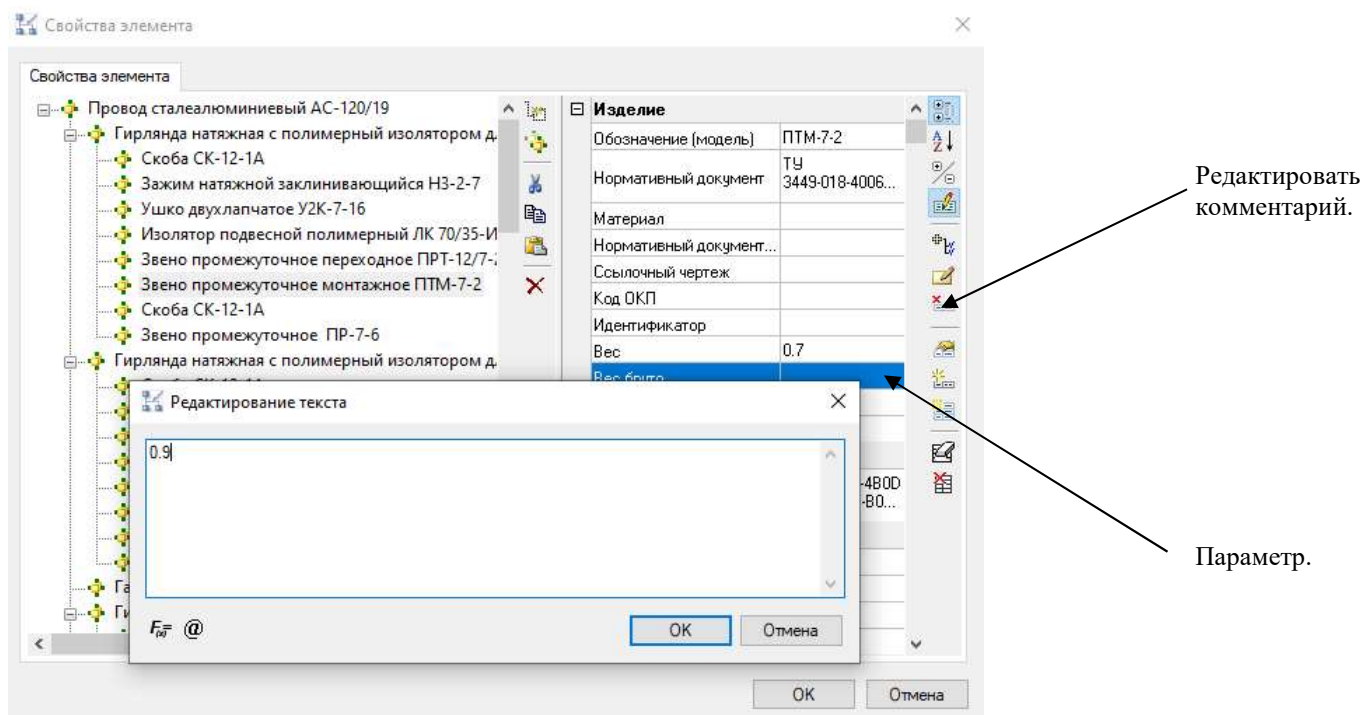 Свойства элемента
Свойства элемента
Провод сталеалюминиевый АС-120/19
Гирлянда натяжная с полимерный изолятором д.
Скоба СК-12-1А
Зажим натяжной заклинивающийся НЗ-2-7
Ушко двухлапчатое У2К-7-16
Изолятор подвесной полимерный ЛК 70/35-И
Звено промежуточное переходное ПРТ-12/7-2
Звено промежуточное монтажное ПТМ-7-2
Скоба СК-12-1А
Звено промежуточное ПР-7-6
Гирлянда натяжная с полимерный изолятором д.
Га
Ги
Изделие
Обозначение (модель) ПТМ-7-2
Нормативный документ ТУ
3449-018-4006...
Материал
Нормативный документ...
Ссылочный чертеж
Код ОКП
Идентификатор
Вес 0.7
Вес бруто
-4B0D
-B0...
Редактирование текста
0.9
F(x)= @
OK Отмена
OK Отмена
Редактировать
комментарий.
Параметр.